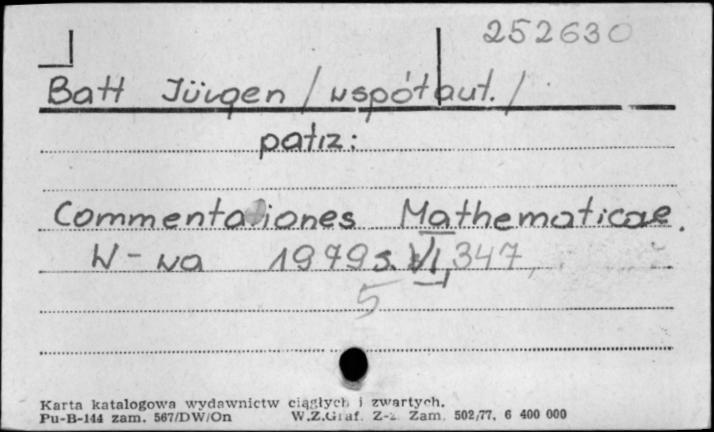 252630
Batt Jürgen /współaut./
patrz:
Commentationes Mathematicae.
W-wa 1979 s. VI, 347,
5
Karta katalogowa wydawnictw ciągłych i zwartych.
Pu-B-144 zam. 567/DW/On W.Z.Graf. Z-2 Zam. 502/77. 6 400 000